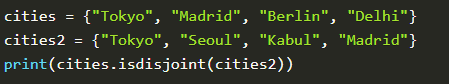 cities = {"Tokyo", "Madrid", "Berlin", "Delhi"}
cities2 = {"Tokyo", "Seoul", "Kabul", "Madrid"}
print(cities.isdisjoint(cities2))